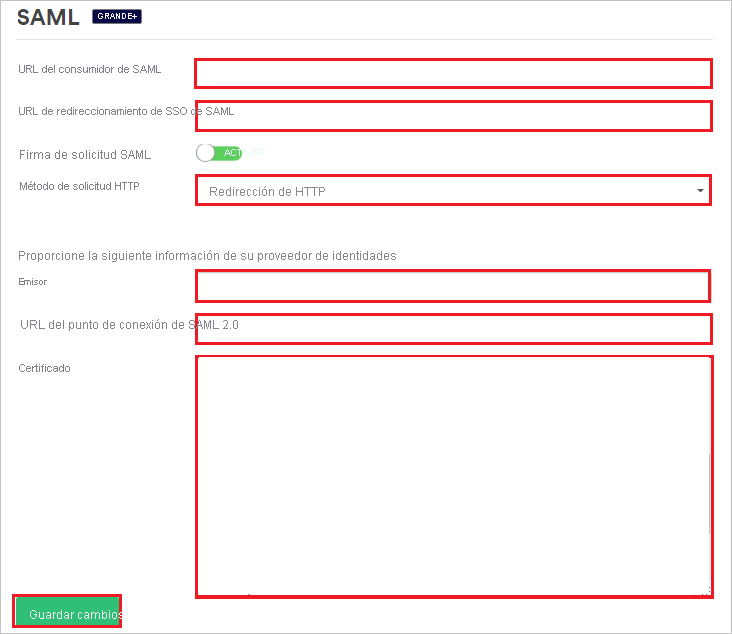 SAML GRANDE+
URL del consumidor de SAML
URL de redireccionamiento de SSO de SAML
Firma de solicitud SAML ACTIVAR
Método de solicitud HTTP
Redirección de HTTP
Proporcione la siguiente información de su proveedor de identidades
Emisor
URL del punto de conexión de SAML 2.0
Certificado
Guardar cambios